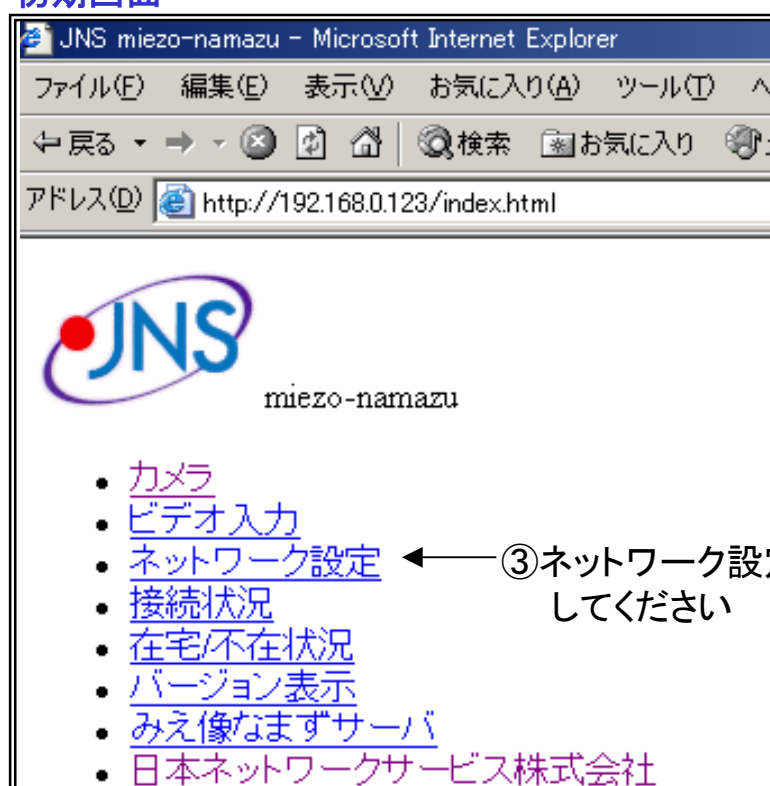 初期画面
JNS miezo-namazu - Microsoft Internet Explorer
ファイル(F) 編集(E) 表示(V) お気に入り(A) ツール(T) ヘ
戻る 検索 お気に入り
アドレス(D) http://192.168.0.123/index.html
JNS
miezo-namazu
カメラ
ビデオ入力
ネットワーク設定
③ネットワーク設定
してください
接続状況
在宅/不在状況
バージョン表示
みえ像なまずサーバ
日本ネットワークサービス株式会社